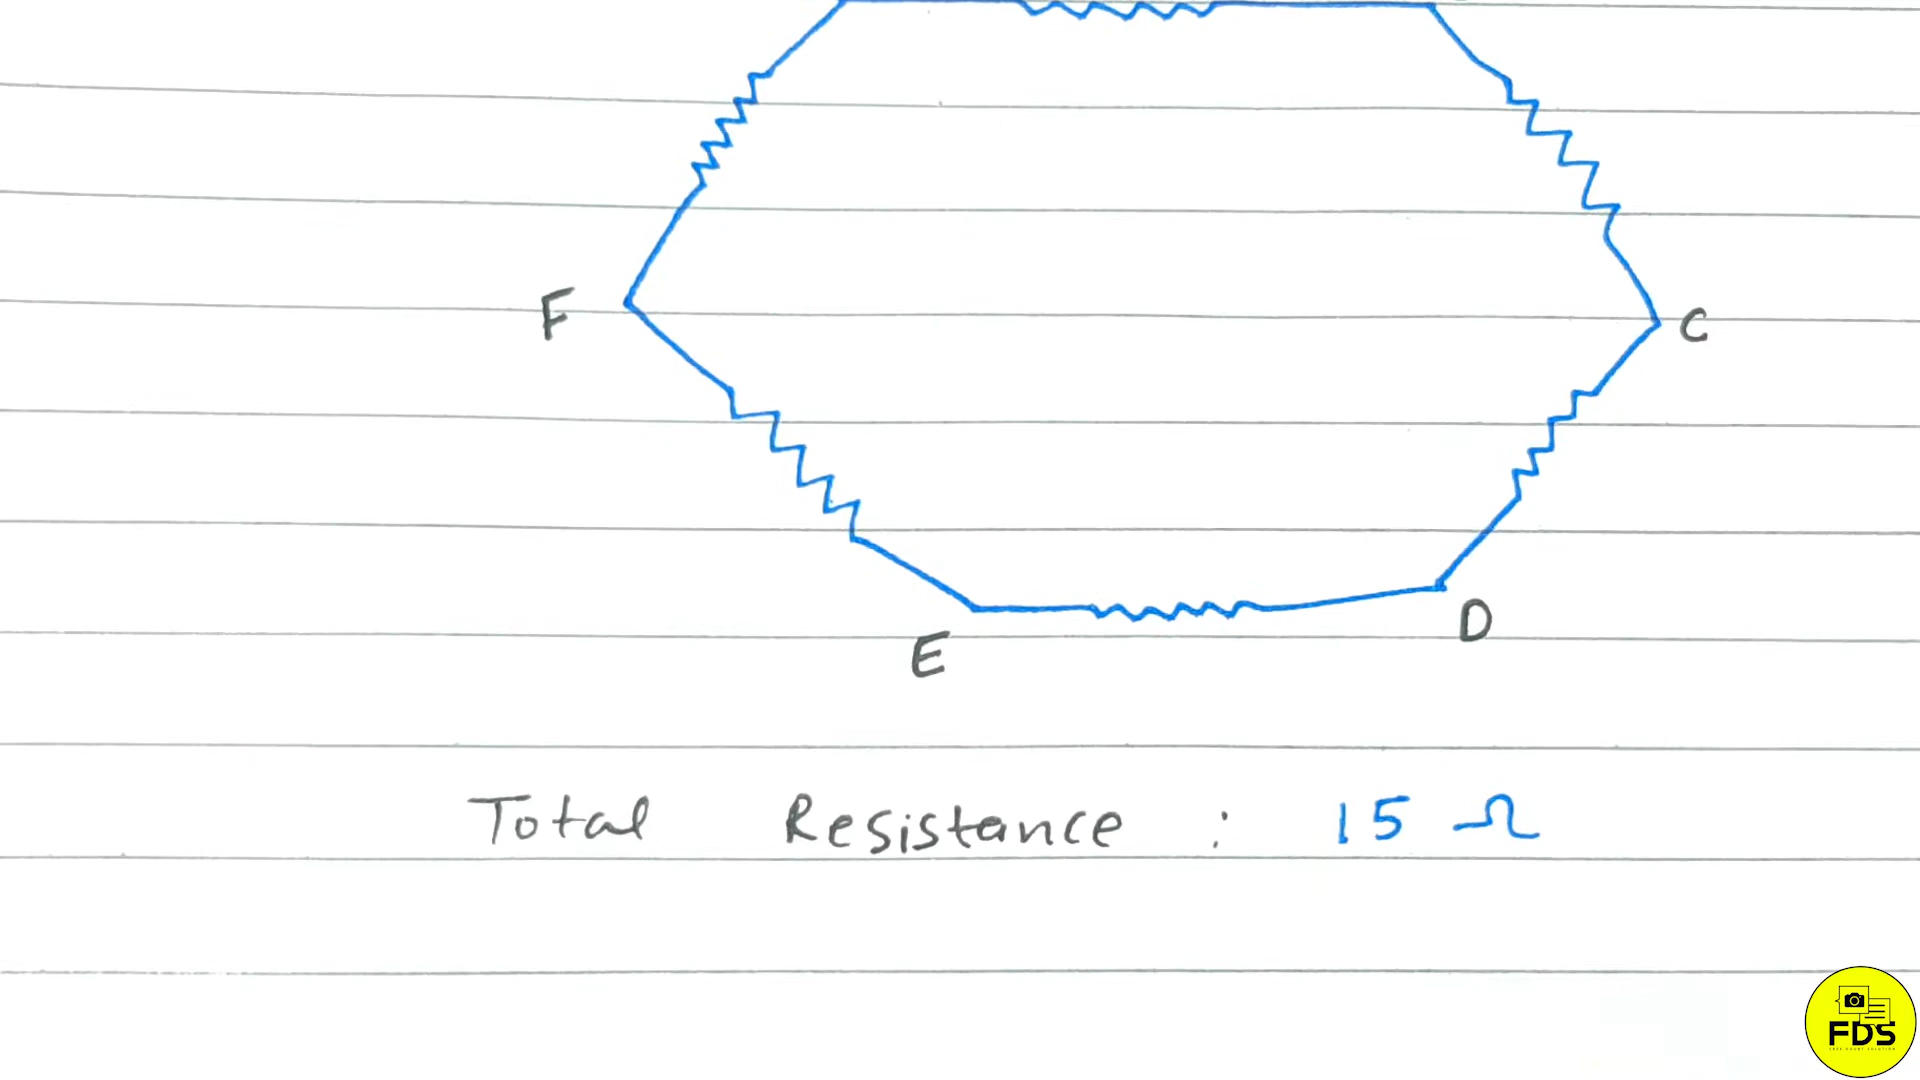 F
C
D
E
Total Resistance : 15 Ω
FDS